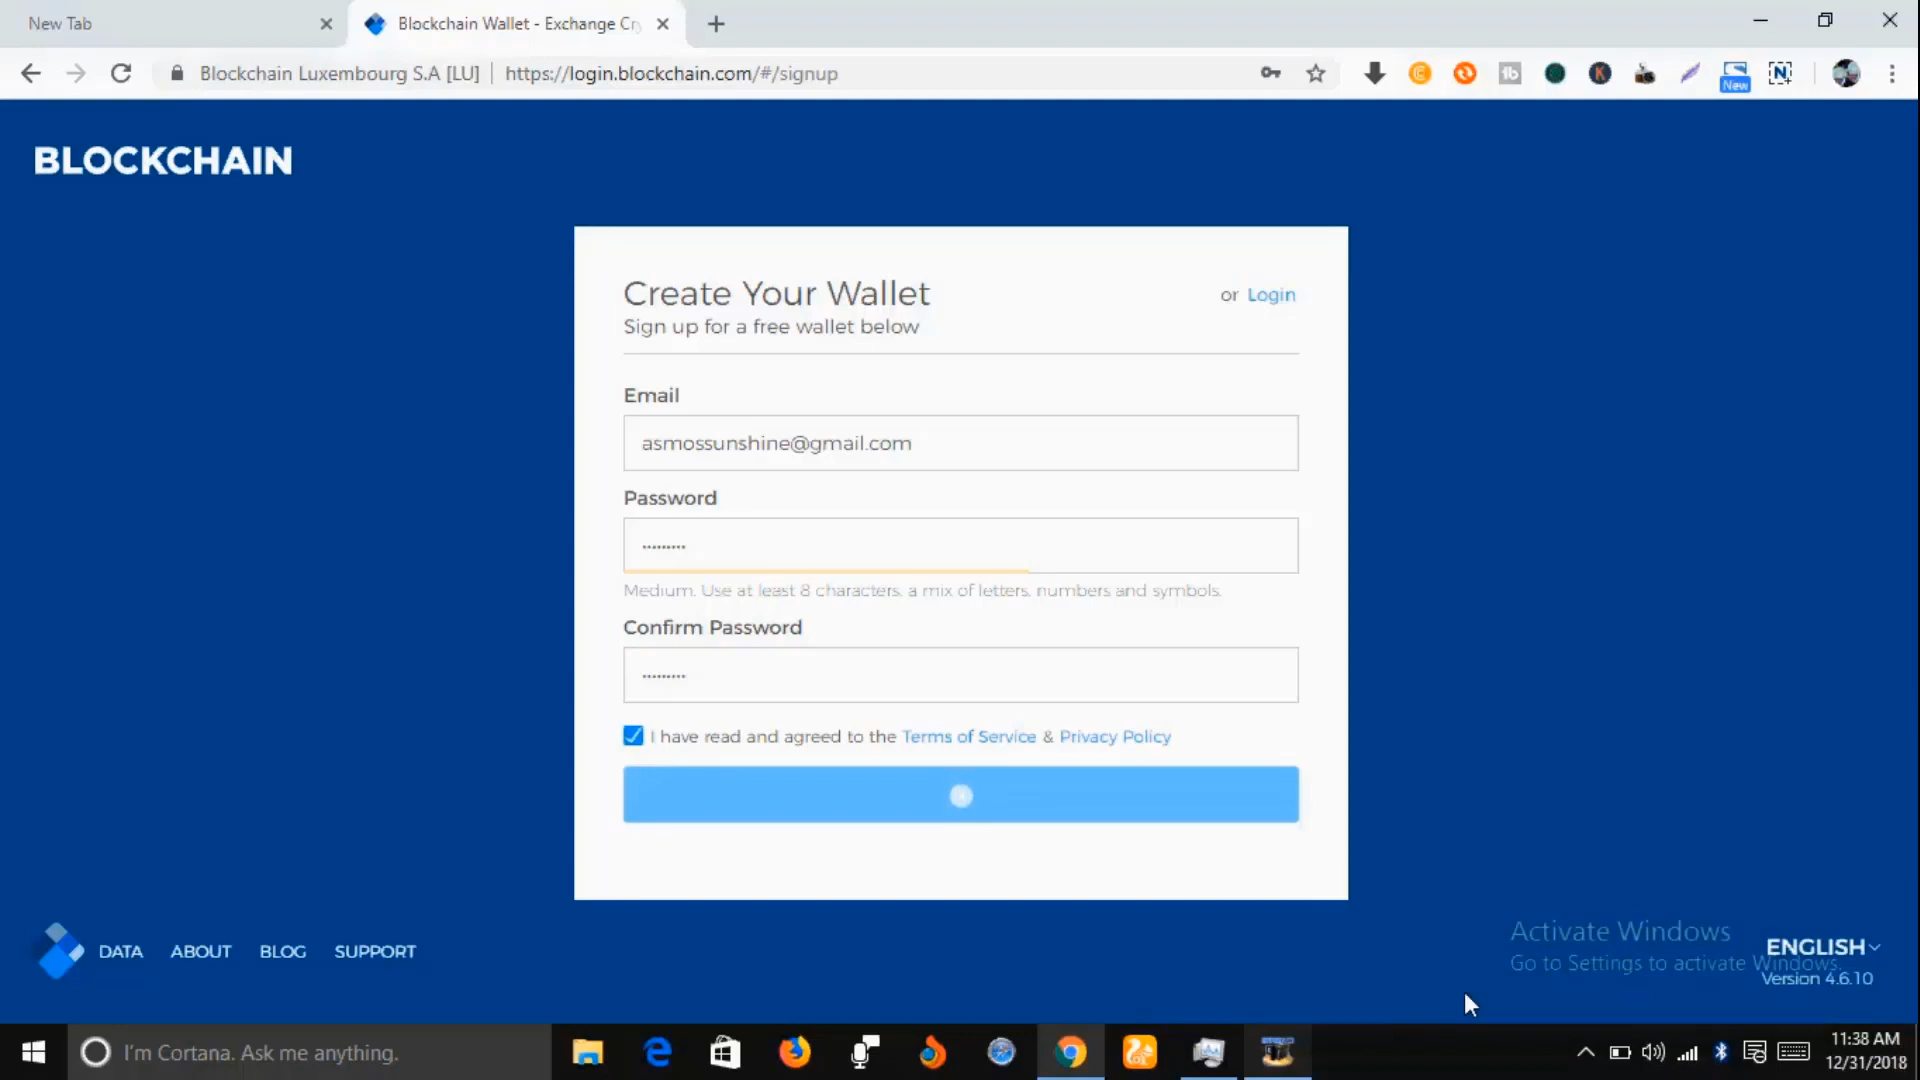 New Tab
Blockchain Wallet - Exchange Cr
Blockchain Luxembourg S.A [LU]
https://login.blockchain.com/#/signup
New
BLOCKCHAIN
Create Your Wallet
or Login
Sign up for a free wallet below
Email
asmossunshine@gmail.com
Password
Medium. Use at least 8 characters, a mix of letters, numbers and symbols.
Confirm Password
I have read and agreed to the Terms of Service & Privacy Policy
DATA ABOUT BLOG SUPPORT
Activate Windows
Go to Settings to activate Windows.
ENGLISH
Version 4.6.10
I'm Cortana. Ask me anything.
11:38 AM
12/31/2018